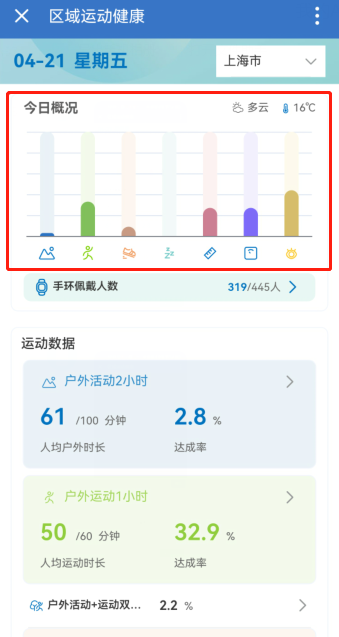 区域运动健康
04-21 星期五
上海市
今日概况
多云 16℃
手环佩戴人数
319/445人
运动数据
户外活动2小时
61 /100 分钟
2.8 %
人均户外时长
达成率
户外运动1小时
50 /60 分钟
32.9 %
人均运动时长
达成率
户外活动+运动双... 2.2 %